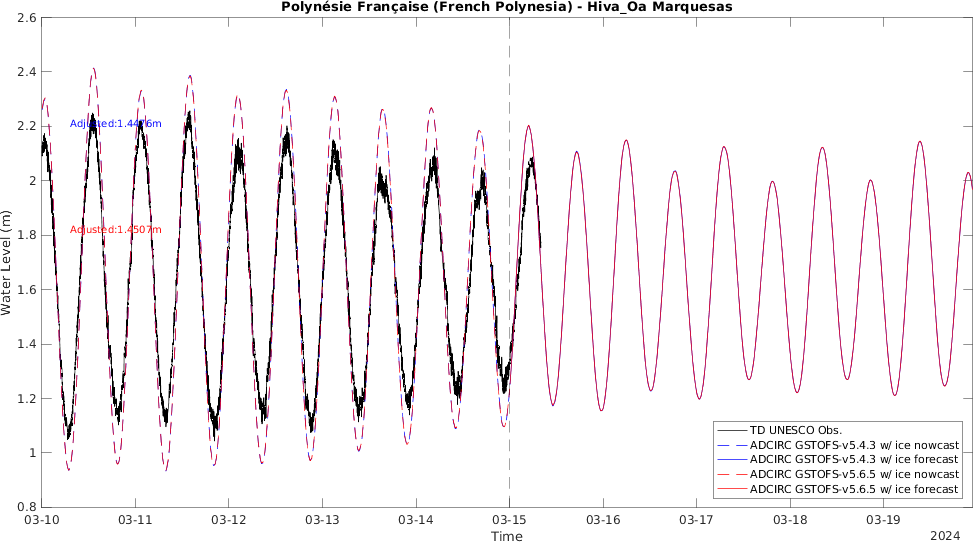 Polynésie Française (French Polynesia) - Hiva_Oa Marquesas
2.6
2.4
2.2
2
1.8
1.6
1.4
1.2
1
0.8
Water Level (m)
Adjusted:1.4476m
Adjusted:1.4507m
TD UNESCO Obs.
ADCIRC GSTOFS-v5.4.3 w/ ice nowcast
ADCIRC GSTOFS-v5.4.3 w/ ice forecast
ADCIRC GSTOFS-v5.6.5 w/ ice nowcast
ADCIRC GSTOFS-v5.6.5 w/ ice forecast
03-10 03-11 03-12 03-13 03-14 03-15 03-16 03-17 03-18 03-19
Time
2024